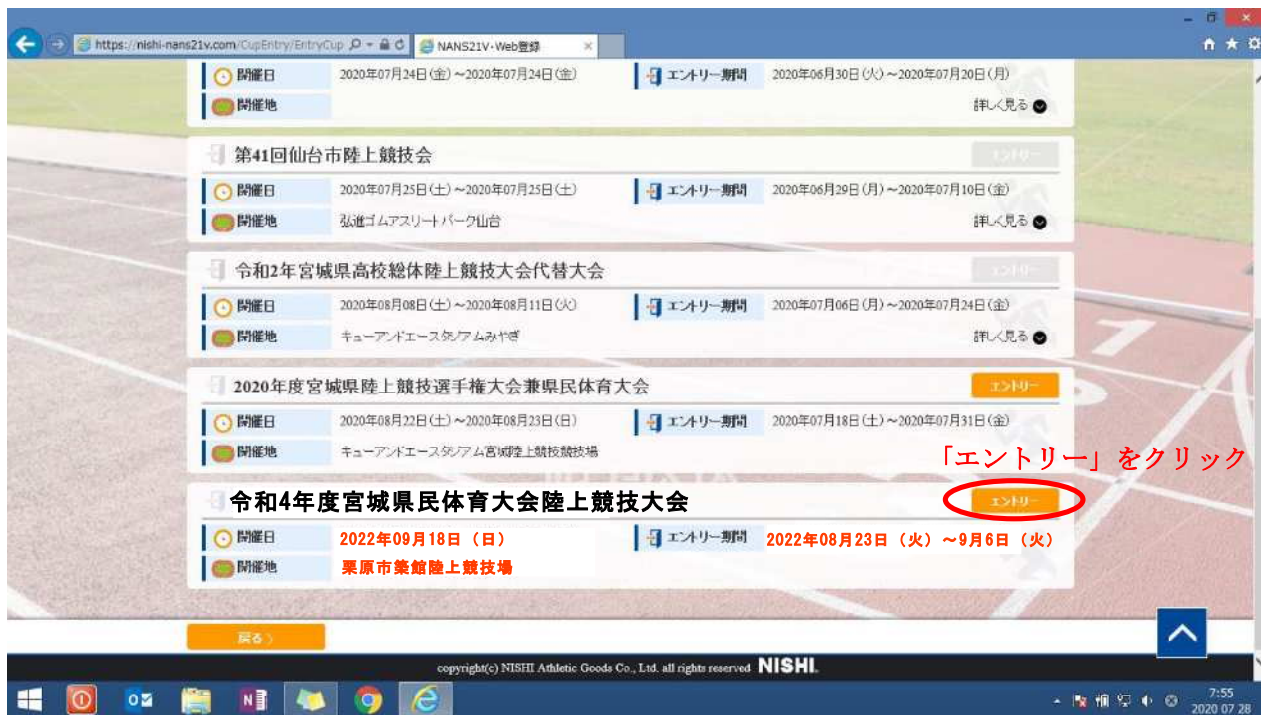 https://nishi-nans21v.com/CupEntry/EntryCup
NANS21V-Web登録
開催日 2020年07月24日(金)～2020年07月24日(金) エントリー期間 2020年06月30日(火)～2020年07月20日(月)
開催地 詳しく見る
第41回仙台市陸上競技会 エントリー
開催日 2020年07月25日(土)～2020年07月25日(土) エントリー期間 2020年06月29日(月)～2020年07月10日(金)
開催地 弘進ゴムアスリートパーク仙台 詳しく見る
令和2年宮城県高校総体陸上競技大会代替大会 エントリー
開催日 2020年08月08日(土)～2020年08月11日(火) エントリー期間 2020年07月06日(月)～2020年07月24日(金)
開催地 キューアンドエースタジアムみやぎ 詳しく見る
2020年度宮城県陸上競技選手権大会兼県民体育大会 エントリー
開催日 2020年08月22日(土)～2020年08月23日(日) エントリー期間 2020年07月18日(土)～2020年07月31日(金)
開催地 キューアンドエースタジアム宮城陸上競技競技場
「エントリー」をクリック
令和4年度宮城県民体育大会陸上競技大会 エントリー
開催日 2022年09月18日（日） エントリー期間 2022年08月23日（火）～9月6日（火）
開催地 栗原市築館陸上競技場
戻る
copyright(c) NISHI Athletic Goods Co., Ltd. all rights reserved NISHI.
7:55
2020 07 28